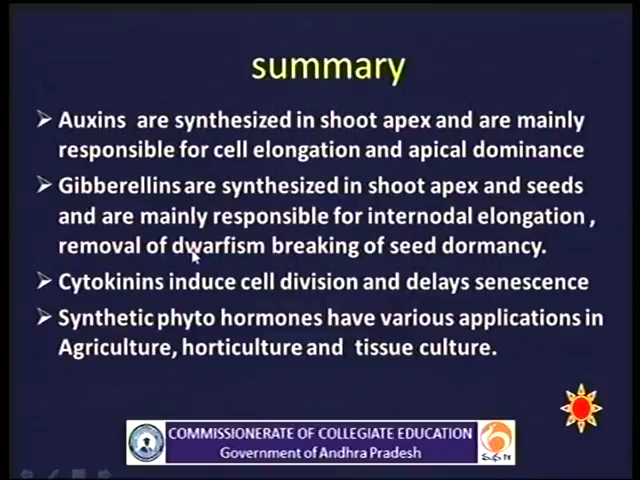 summary
Auxins are synthesized in shoot apex and are mainly
responsible for cell elongation and apical dominance
Gibberellins are synthesized in shoot apex and seeds
and are mainly responsible for internodal elongation ,
removal of dwarfism breaking of seed dormancy.
Cytokinins induce cell division and delays senescence
Synthetic phyto hormones have various applications in
Agriculture, horticulture and tissue culture.
COMMISSIONERATE OF COLLEGIATE EDUCATION
Government of Andhra Pradesh